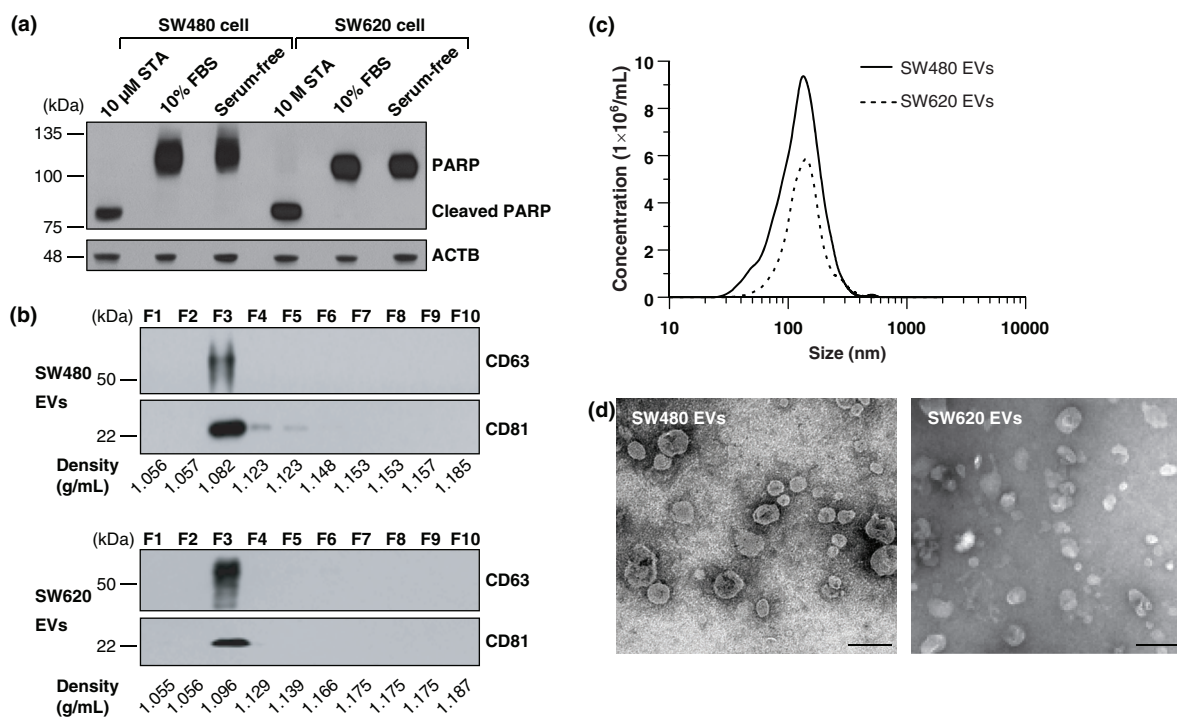 (a)
SW480 cell SW620 cell
10 µM STA 10% FBS Serum-free 10 M STA 10% FBS Serum-free
(kDa)
135
100
75
48
PARP
Cleaved PARP
ACTB
(b)
(kDa) F1 F2 F3 F4 F5 F6 F7 F8 F9 F10
SW480
EVs
50
CD63
22
CD81
Density
(g/mL)
1.056 1.057 1.082 1.123 1.123 1.148 1.153 1.153 1.157 1.185
(kDa) F1 F2 F3 F4 F5 F6 F7 F8 F9 F10
SW620
EVs
50
CD63
22
CD81
Density
(g/mL)
1.055 1.056 1.096 1.129 1.139 1.166 1.175 1.175 1.175 1.187
(c)
SW480 EVs
SW620 EVs
Concentration (1×10⁶/mL)
10
8
6
4
2
0
10 100 1000 10000
Size (nm)
(d)
SW480 EVs
SW620 EVs